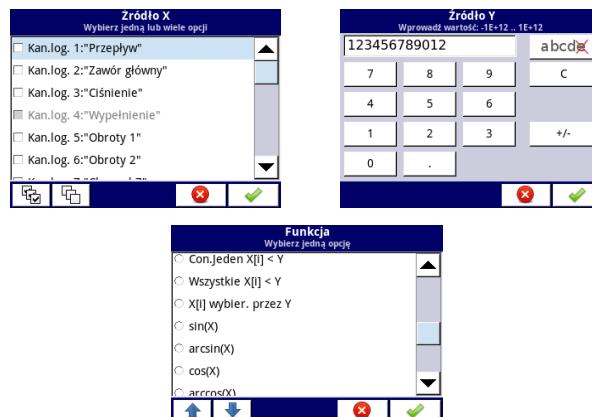 Źródło X
Wybierz jedną lub wiele opcji
Kan.log. 1:"Przepływ"
Kan.log. 2:"Zawór główny"
Kan.log. 3:"Ciśnienie"
Kan.log. 4:"Wypełnienie"
Kan.log. 5:"Obroty 1"
Kan.log. 6:"Obroty 2"
Źródło Y
Wprowadź wartość: -1E+12 .. 1E+12
123456789012
abcde
7 8 9 C
4 5 6
1 2 3 +/-
0 .
Funkcja
Wybierz jedną opcję
Con.Jeden X[i] < Y
Wszystkie X[i] < Y
X[i] wybier. przez Y
sin(X)
arcsin(X)
cos(X)
arccos(X)